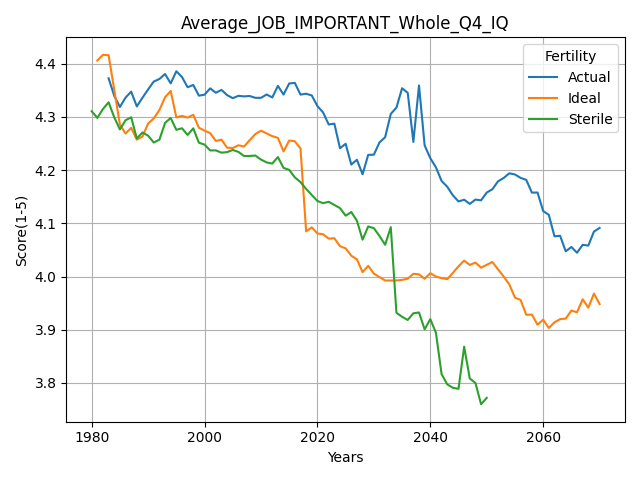 Average_JOB_IMPORTANT_Whole_Q4_IQ
Fertility
Actual
Ideal
Sterile
Score(1-5)
4.4
4.3
4.2
4.1
4.0
3.9
3.8
1980 2000 2020 2040 2060
Years